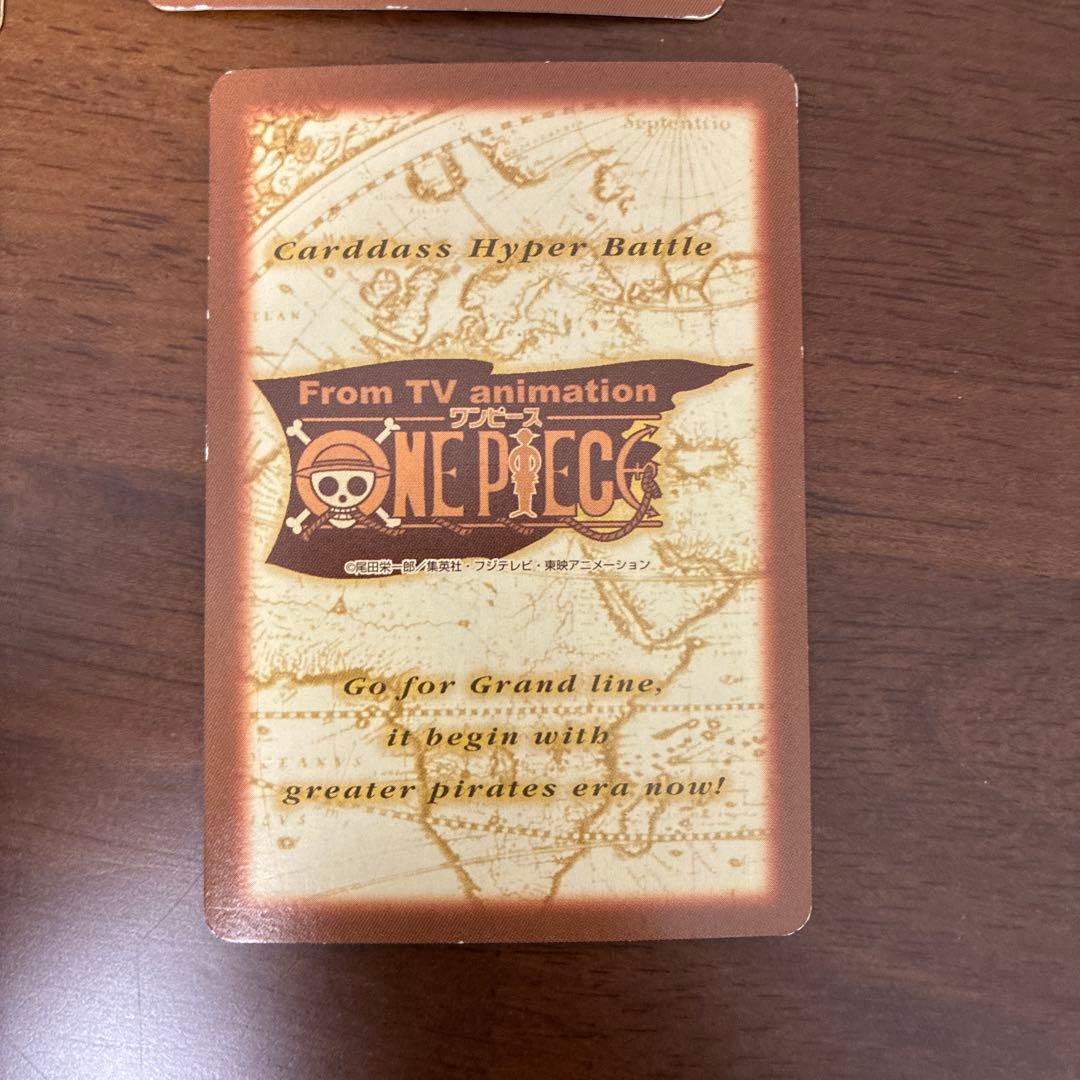 Septentrio
Carddass Hyper Battle
From TV animation
ワンピース
ONE PIECE
©尾田栄一郎／集英社・フジテレビ・東映アニメーション
Go for Grand line,
it begin with
greater pirates era now!